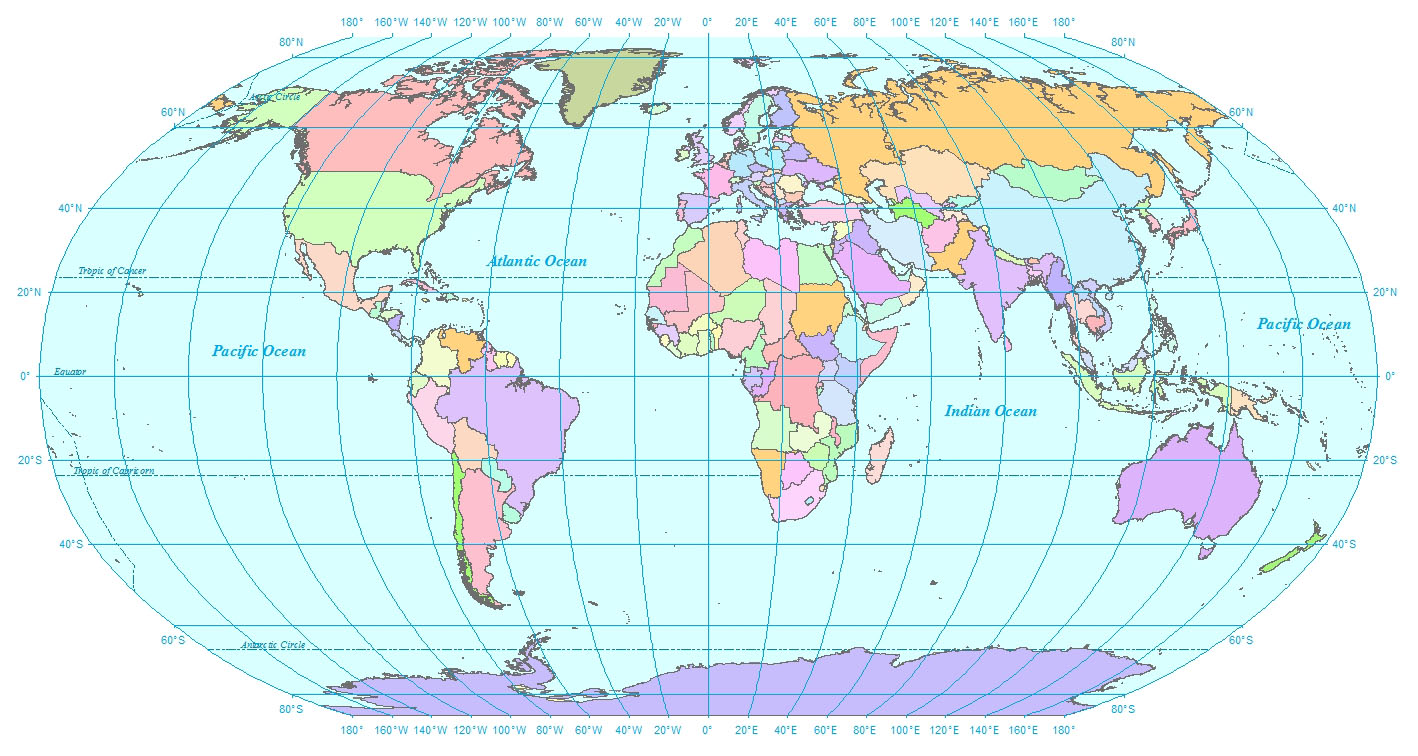 180° 160°W 140°W 120°W 100°W 80°W 60°W 40°W 20°W 0° 20°E 40°E 60°E 80°E 100°E 120°E 140°E 160°E 180°
80°N 80°N
Arctic Circle
60°N 60°N
40°N 40°N
Atlantic Ocean
Tropic of Cancer
20°N 20°N
Pacific Ocean
Pacific Ocean
Equator
0° 0°
Indian Ocean
20°S 20°S
Tropic of Capricorn
40°S 40°S
60°S 60°S
Antarctic Circle
80°S 80°S
180° 160°W 140°W 120°W 100°W 80°W 60°W 40°W 20°W 0° 20°E 40°E 60°E 80°E 100°E 120°E 140°E 160°E 180°